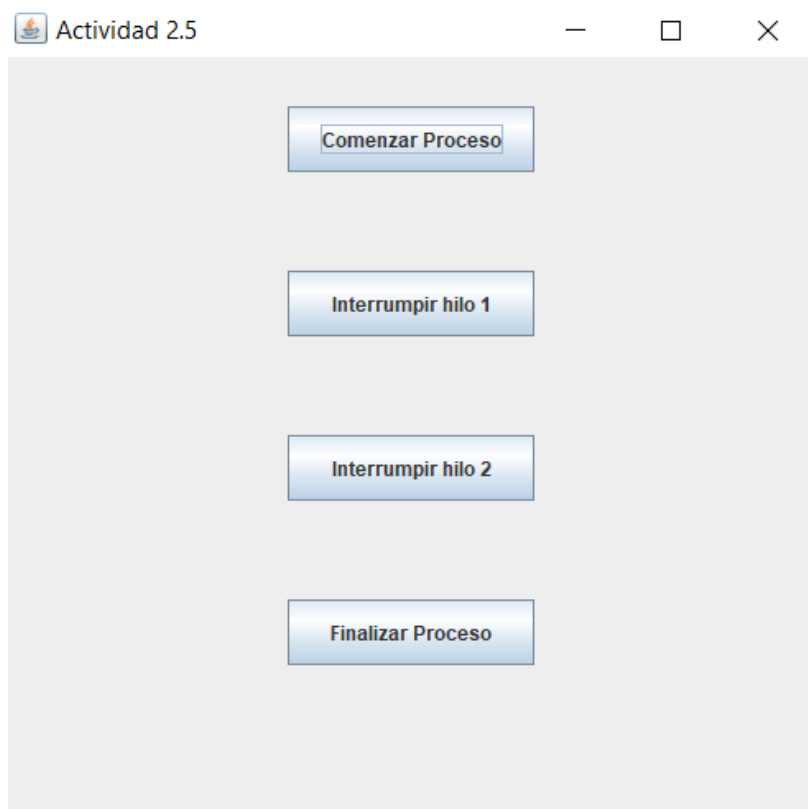 Actividad 2.5
Comenzar Proceso
Interrumpir hilo 1
Interrumpir hilo 2
Finalizar Proceso